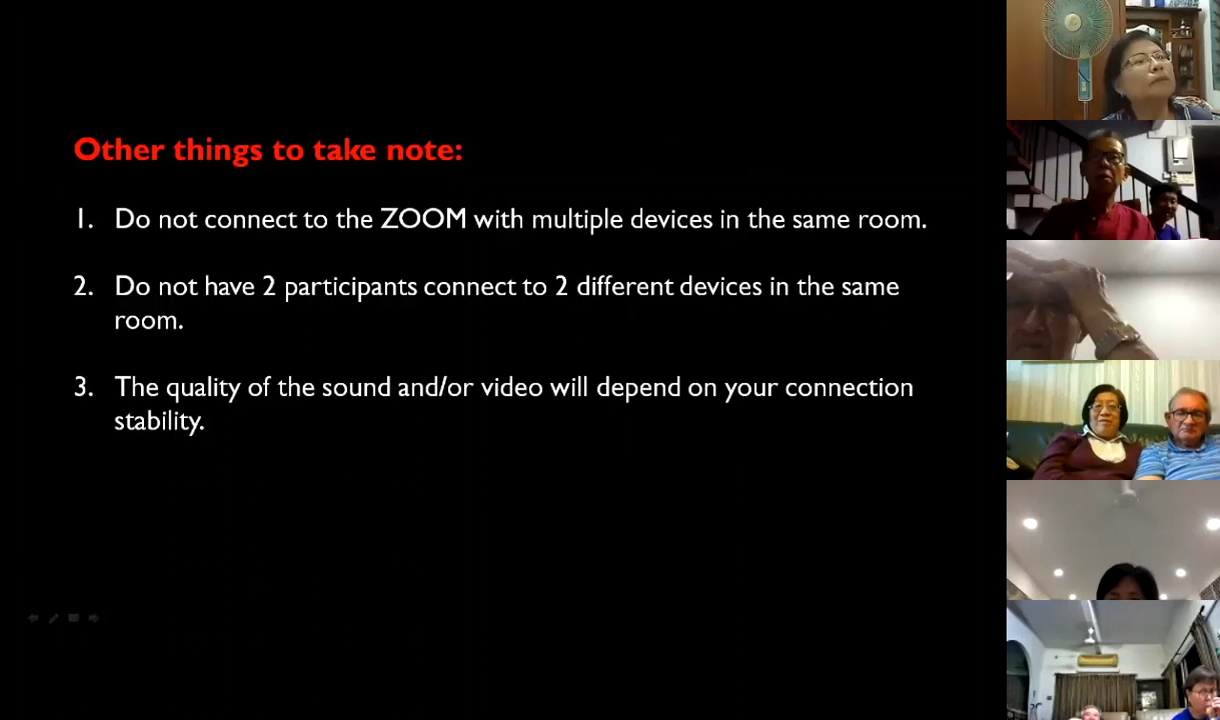 Other things to take note:
1. Do not connect to the ZOOM with multiple devices in the same room.
2. Do not have 2 participants connect to 2 different devices in the same
room.
3. The quality of the sound and/or video will depend on your connection
stability.